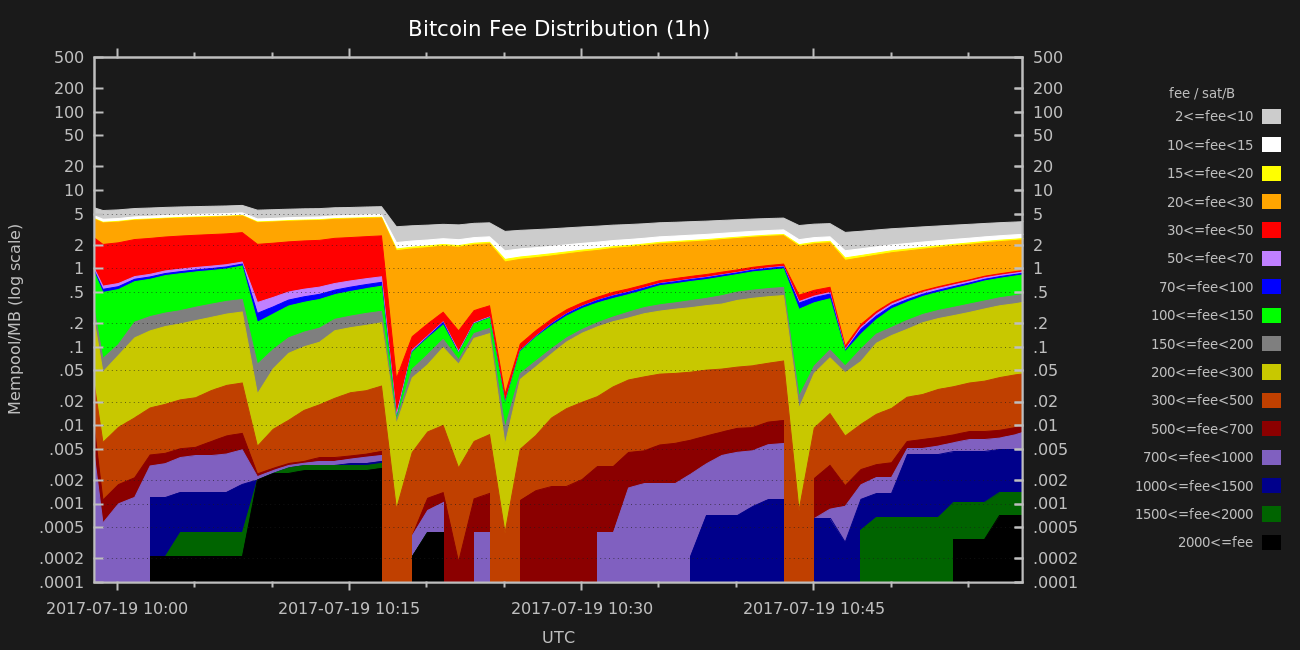 Bitcoin Fee Distribution (1h)
500 500
200 200
100 100
50 50
20 20
10 10
5 5
2 2
1 1
.5 .5
.2 .2
.1 .1
.05 .05
.02 .02
.01 .01
.005 .005
.002 .002
.001 .001
.0005 .0005
.0002 .0002
.0001 .0001
Mempool/MB (log scale)
2017-07-19 10:00 2017-07-19 10:15 2017-07-19 10:30 2017-07-19 10:45
UTC
fee / sat/B
2<=fee<10
10<=fee<15
15<=fee<20
20<=fee<30
30<=fee<50
50<=fee<70
70<=fee<100
100<=fee<150
150<=fee<200
200<=fee<300
300<=fee<500
500<=fee<700
700<=fee<1000
1000<=fee<1500
1500<=fee<2000
2000<=fee